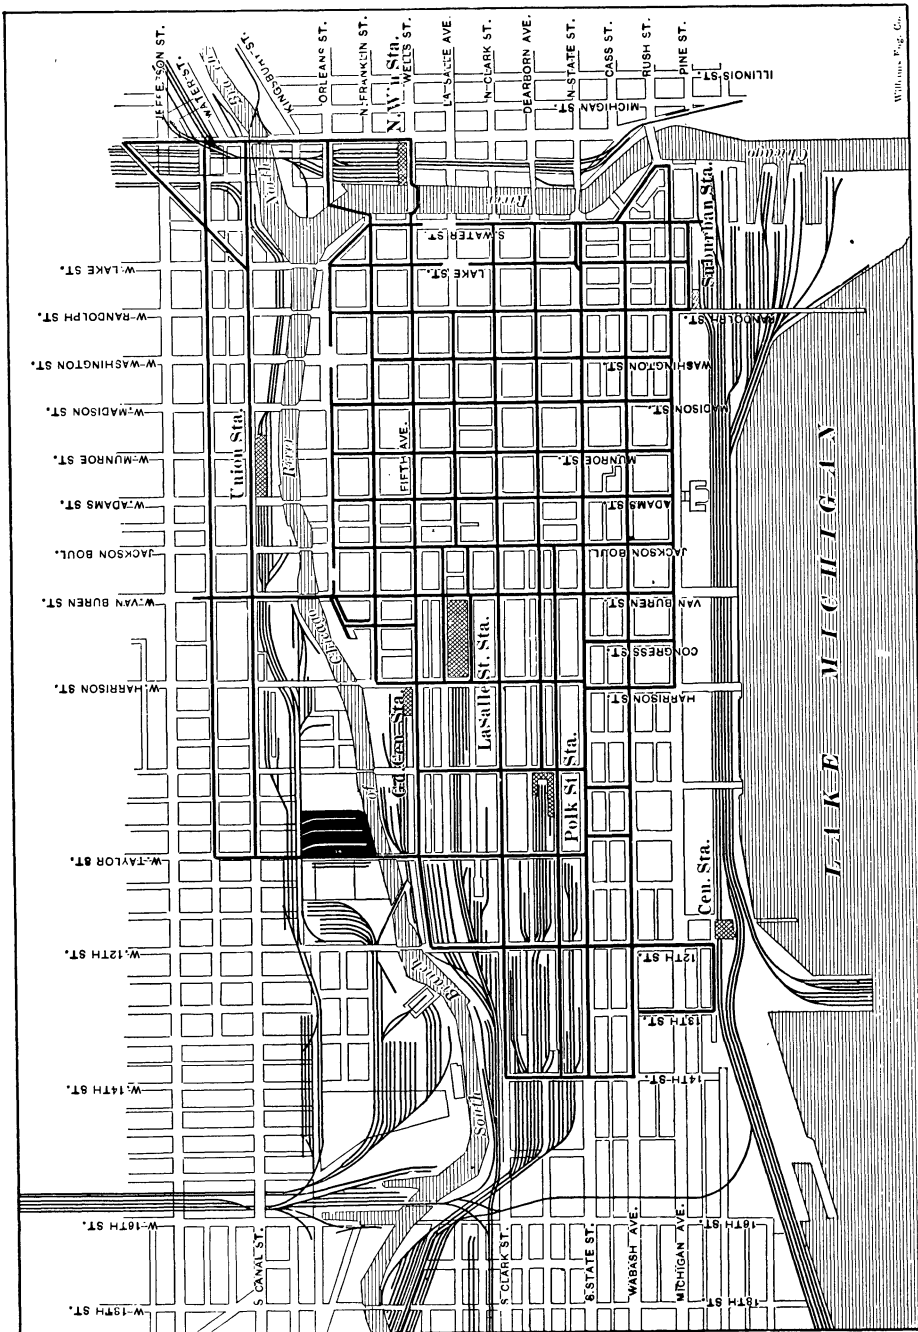 JEFFERSON ST.
WATER ST.
KINGBURY ST.
ORLEANS ST.
N. FRANKLIN ST.
N.W'n Sta.
WELLS ST.
LA SALLE AVE.
N. CLARK ST.
DEARBORN AVE.
N. STATE ST.
CASS ST.
RUSH ST.
PINE ST.
ILLINOIS ST.
MICHIGAN ST.
Williams Eng. Co.
North
River
Chicago
S. WATER ST.
Suburban Sta.
W. LAKE ST.
LAKE ST.
W. RANDOLPH ST.
RANDOLPH ST.
W. WASHINGTON ST.
WASHINGTON ST.
W. MADISON ST.
MADISON ST.
Union Sta.
River
W. MUNROE ST.
FIFTH AVE.
MUNROE ST.
W. ADAMS ST.
ADAMS ST.
JACKSON BOUL.
JACKSON BOUL.
W. VAN BUREN ST.
VAN BUREN ST.
Chicago
CONGRESS ST.
W. HARRISON ST.
HARRISON ST.
Gd. Cen. Sta.
LaSalle St. Sta.
Polk St. Sta.
of
LAKE MICHIGAN
W. TAYLOR ST.
Cen. Sta.
W. 12TH ST.
12TH ST.
Branch
13TH ST.
W. 14TH ST.
14TH ST.
South
W. 16TH ST.
16TH ST.
S. CANAL ST.
S. CLARK ST.
S. STATE ST.
WABASH AVE.
MICHIGAN AVE.
W. 18TH ST.
18TH ST.